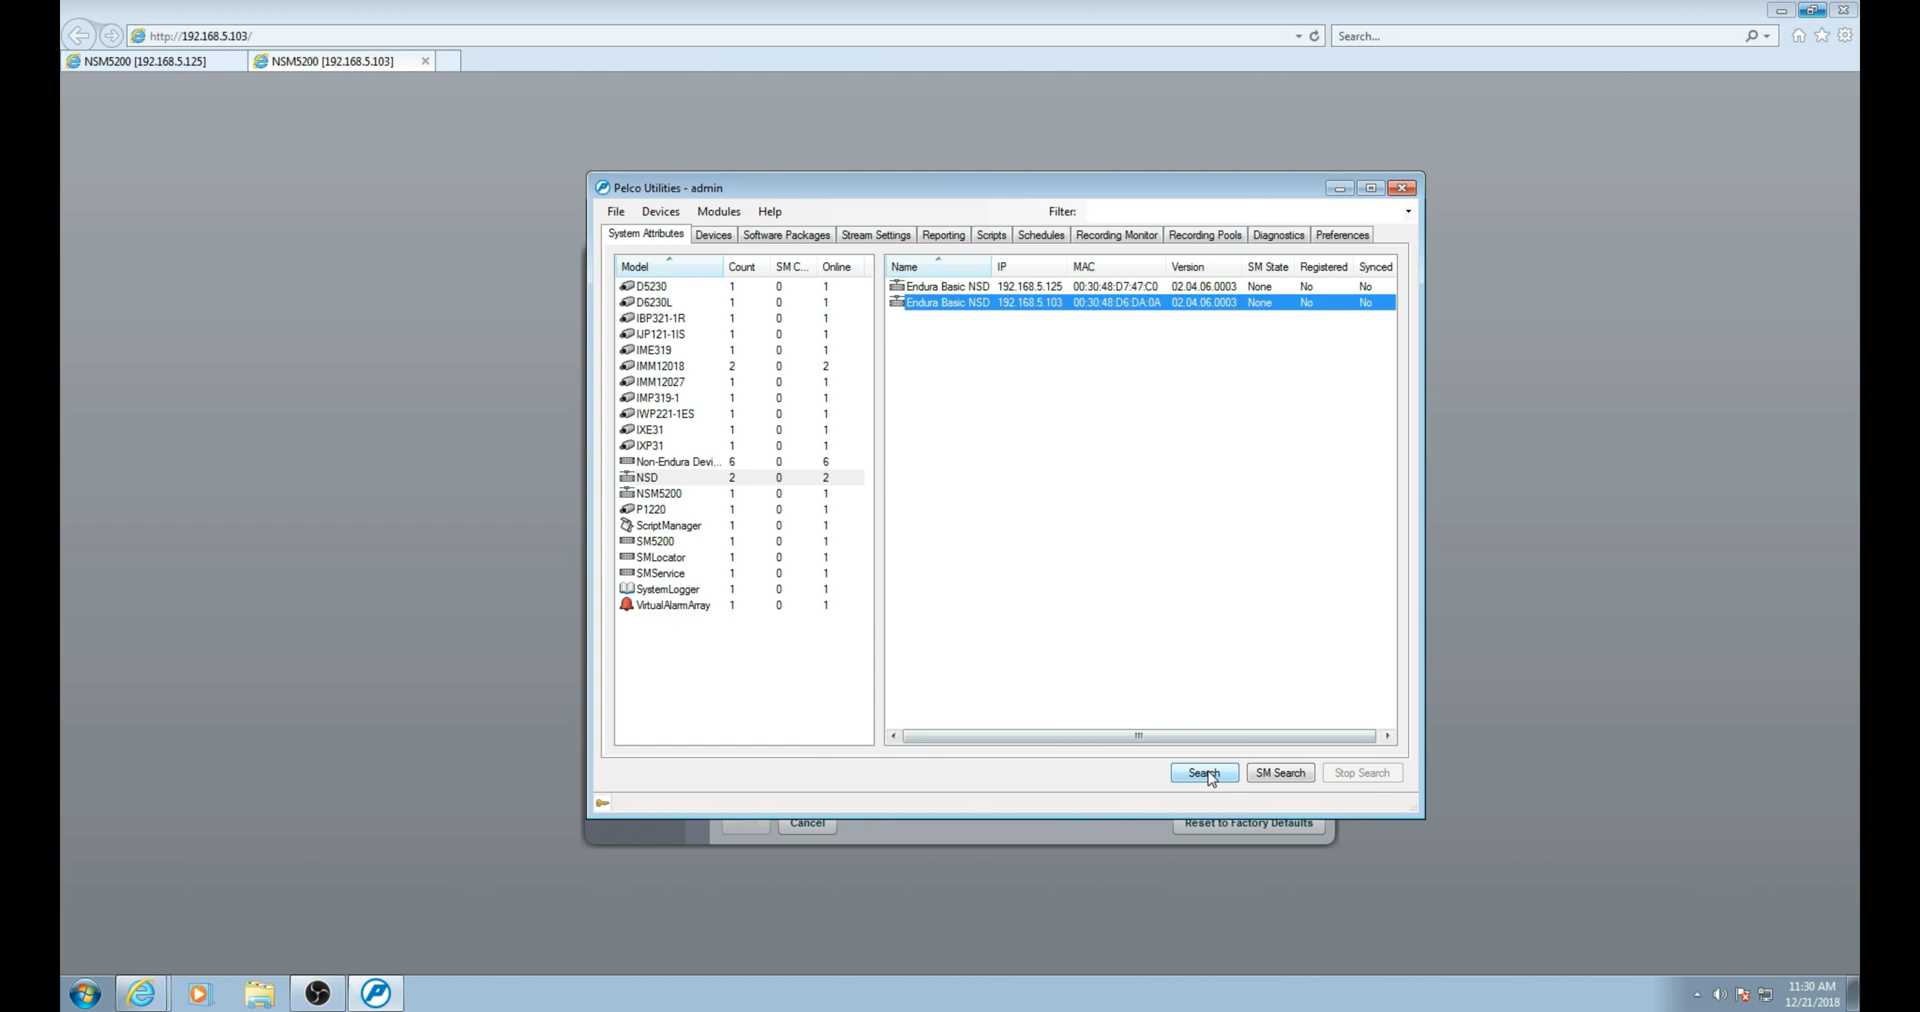 http://192.168.5.103/
Search...
NSM5200 [192.168.5.125]
NSM5200 [192.168.5.103]
Pelco Utilities - admin
File Devices Modules Help Filter:
System Attributes Devices Software Packages Stream Settings Reporting Scripts Schedules Recording Monitor Recording Pools Diagnostics Preferences
Model Count SM C... Online
D5230 1 0 1
D6230L 1 0 1
IBP321-1R 1 0 1
IJP121-1IS 1 0 1
IME319 1 0 1
IMM12018 2 0 2
IMM12027 1 0 1
IMP319-1 1 0 1
IWP221-1ES 1 0 1
IXE31 1 0 1
IXP31 1 0 1
Non-Endura Devi... 6 0 6
NSD 2 0 2
NSM5200 1 0 1
P1220 1 0 1
ScriptManager 1 0 1
SM5200 1 0 1
SMLocator 1 0 1
SMService 1 0 1
SystemLogger 1 0 1
VirtualAlarmArray 1 0 1
Name IP MAC Version SM State Registered Synced
Endura Basic NSD 192.168.5.125 00:30:48:D7:47:C0 02.04.06.0003 None No No
Endura Basic NSD 192.168.5.103 00:30:48:D6:DA:0A 02.04.06.0003 None No No
Search SM Search Stop Search
Cancel Reset to Factory Defaults
11:30 AM
12/21/2018